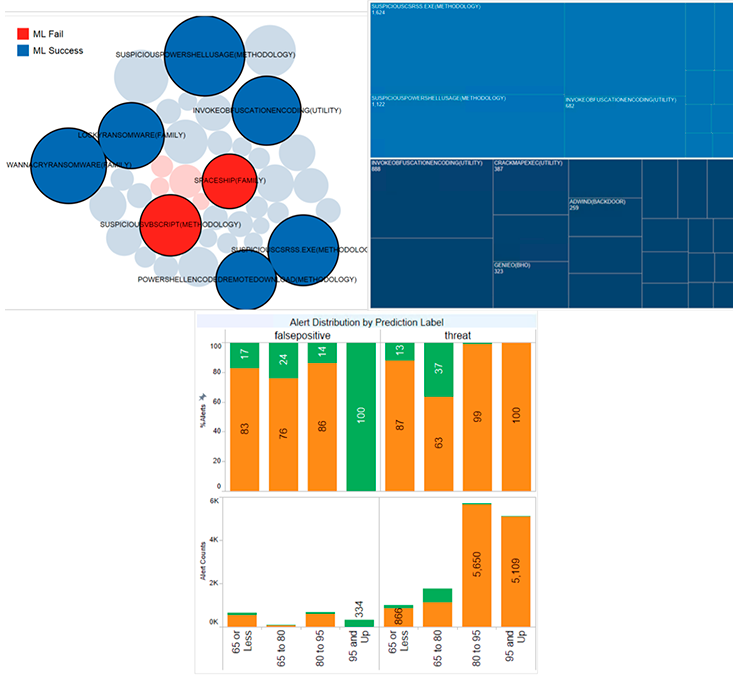 ML Fail
ML Success
SUSPICIOUSPOWERSHELLUSAGE(METHODOLOGY)
INVOKEOBFUSCATIONENCODING(UTILITY)
LOCKYRANSOMWARE(FAMILY)
WANNACRYRANSOMWARE(FAMILY)
SPACESHIP(FAMILY)
SUSPICIOUSVBSCRIPT(METHODOLOGY)
SUSPICIOUSCSRSS.EXE(METHODOLOG
POWERSHELLENCODEDREMOTEDOWNLOAD(METHODOLOGY)
SUSPICIOUSCSRSS.EXE(METHODOLOGY)
1,624
SUSPICIOUSPOWERSHELLUSAGE(METHODOLOGY)
1,122
INVOKEOBFUSCATIONENCODING(UTILITY)
682
INVOKEOBFUSCATIONENCODING(UTILITY)
888
CRACKMAPEXEC(UTILITY)
387
ADWIND(BACKDOOR)
259
GENIEO(BHO)
323
Alert Distribution by Prediction Label
falsepositive threat
% Alerts
100
80
60
40
20
0
17 24 14 100 13 37
83 76 86 87 63 99 100
Alert Counts
6K
4K
2K
0K
334 866 5,650 5,109
65 or Less
65 to 80
80 to 95
95 and Up
65 or Less
65 to 80
80 to 95
95 and Up